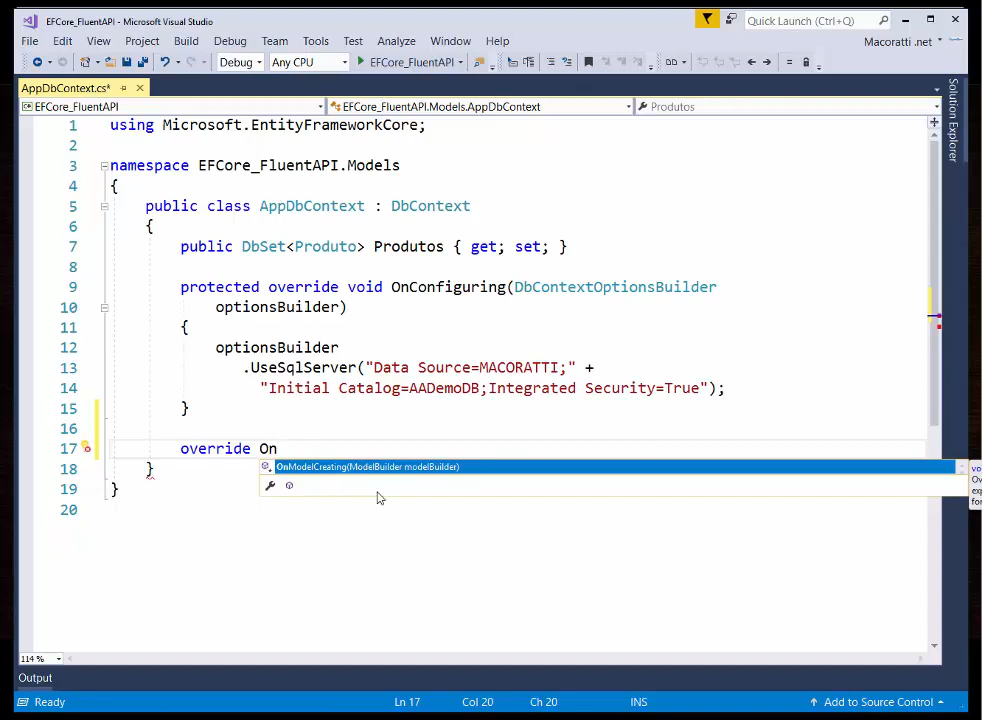 EFCore_FluentAPI - Microsoft Visual Studio
Quick Launch (Ctrl+Q)
File Edit View Project Build Debug Team Tools Test Analyze Window Help
Macoratti .net
Debug Any CPU EFCore_FluentAPI
AppDbContext.cs*
EFCore_FluentAPI EFCore_FluentAPI.Models.AppDbContext Produtos
Solution Explorer
1 using Microsoft.EntityFrameworkCore;
2
3 namespace EFCore_FluentAPI.Models
4 {
5 public class AppDbContext : DbContext
6 {
7 public DbSet<Produto> Produtos { get; set; }
8
9 protected override void OnConfiguring(DbContextOptionsBuilder
10 optionsBuilder)
11 {
12 optionsBuilder
13 .UseSqlServer("Data Source=MACORATTI;" +
14 "Initial Catalog=AADemoDB;Integrated Security=True");
15 }
16
17 override On
OnModelCreating(ModelBuilder modelBuilder)
18 }
19 }
20
114 %
Output
Ready Ln 17 Col 20 Ch 20 INS Add to Source Control